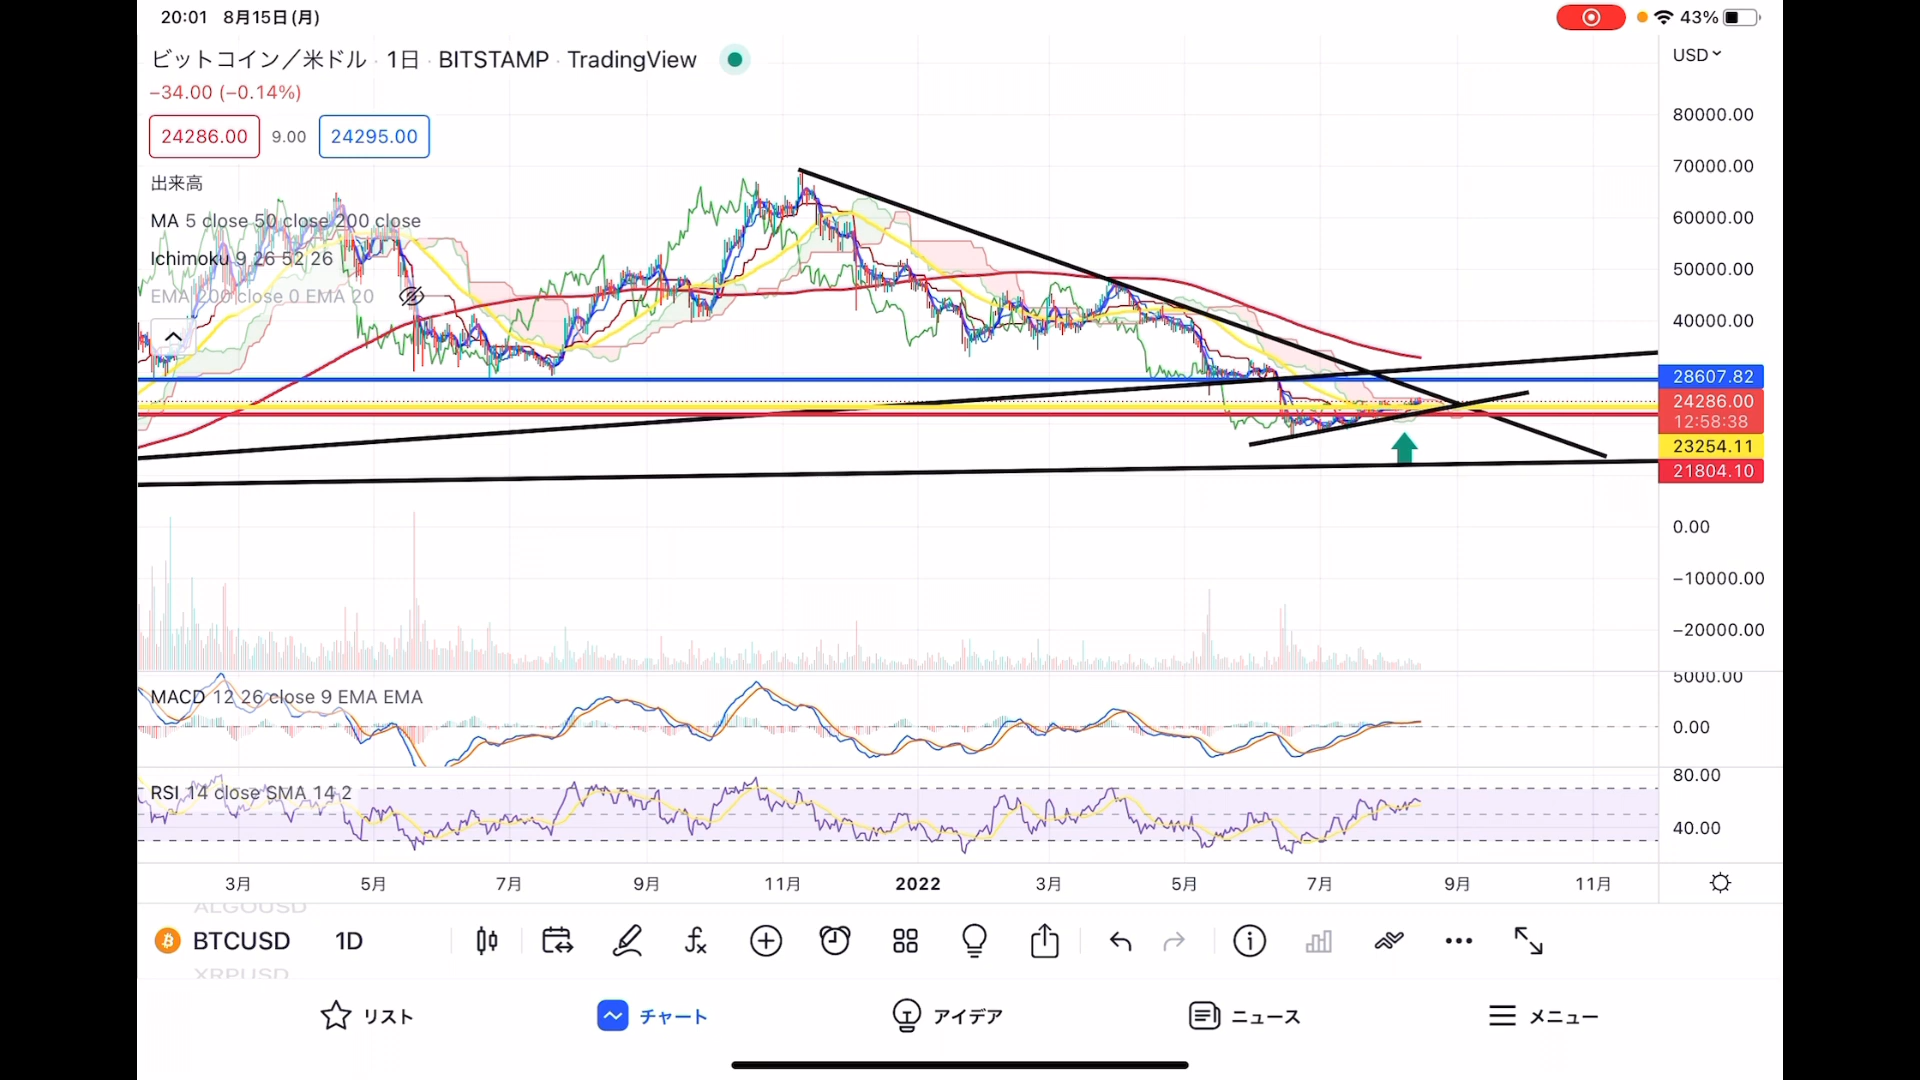 20:01 8月15日(月)
43%
ビットコイン／米ドル · 1日 · BITSTAMP · TradingView
USD
−34.00 (−0.14%)
24286.00 9.00 24295.00
出来高
MA 5 close 50 close 200 close
Ichimoku 9 26 52 26
EMA 200 close 0 EMA 20
80000.00
70000.00
60000.00
50000.00
40000.00
28607.82
24286.00
12:58:38
23254.11
21804.10
0.00
−10000.00
−20000.00
MACD 12 26 close 9 EMA EMA
5000.00
0.00
RSI 14 close SMA 14 2
80.00
40.00
3月 5月 7月 9月 11月 2022 3月 5月 7月 9月 11月
ALGOUSD
BTCUSD 1D
XRPUSD
リスト チャート アイデア ニュース メニュー